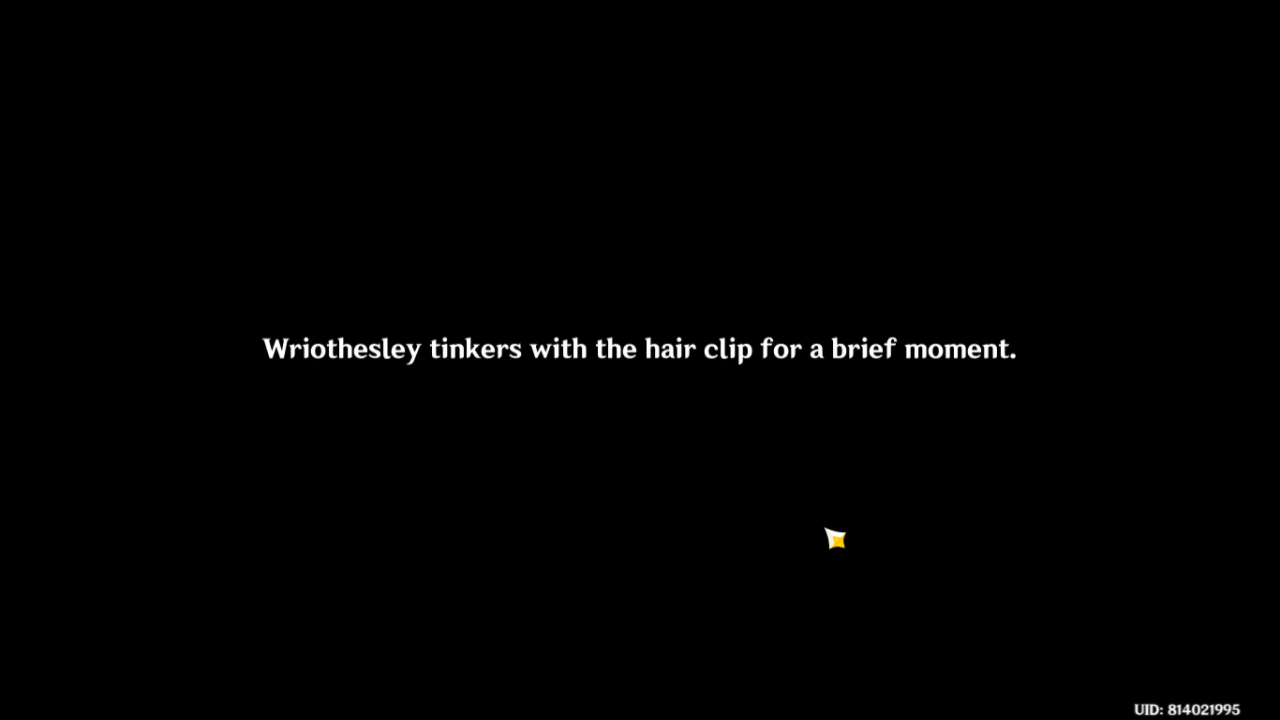 Wriothesley tinkers with the hair clip for a brief moment.
UID: 814021995